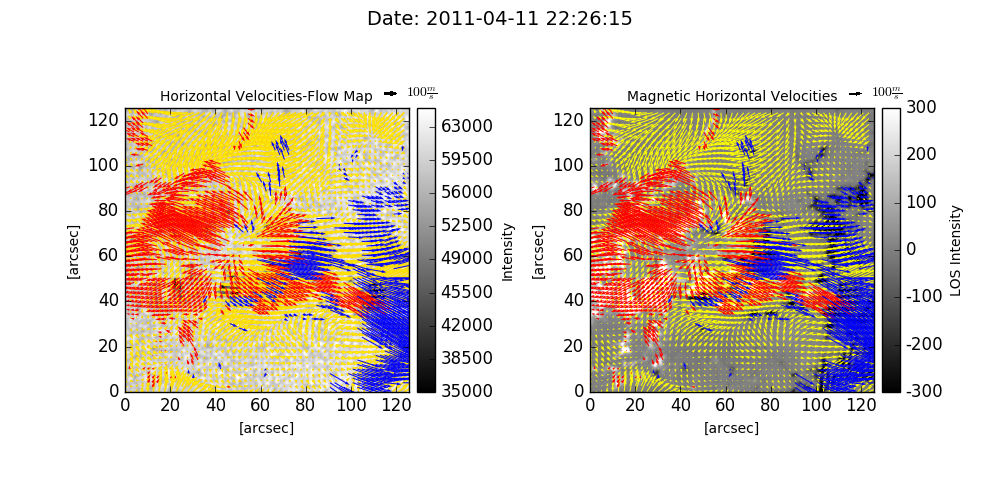 Date: 2011-04-11 22:26:15
Horizontal Velocities-Flow Map
100 m/s
120
100
80
60
40
20
0
0 20 40 60 80 100 120
[arcsec]
[arcsec]
63000
59500
56000
52500
49000
45500
42000
38500
35000
Intensity
Magnetic Horizontal Velocities
100 m/s
120
100
80
60
40
20
0
0 20 40 60 80 100 120
[arcsec]
[arcsec]
300
200
100
0
-100
-200
-300
LOS Intensity